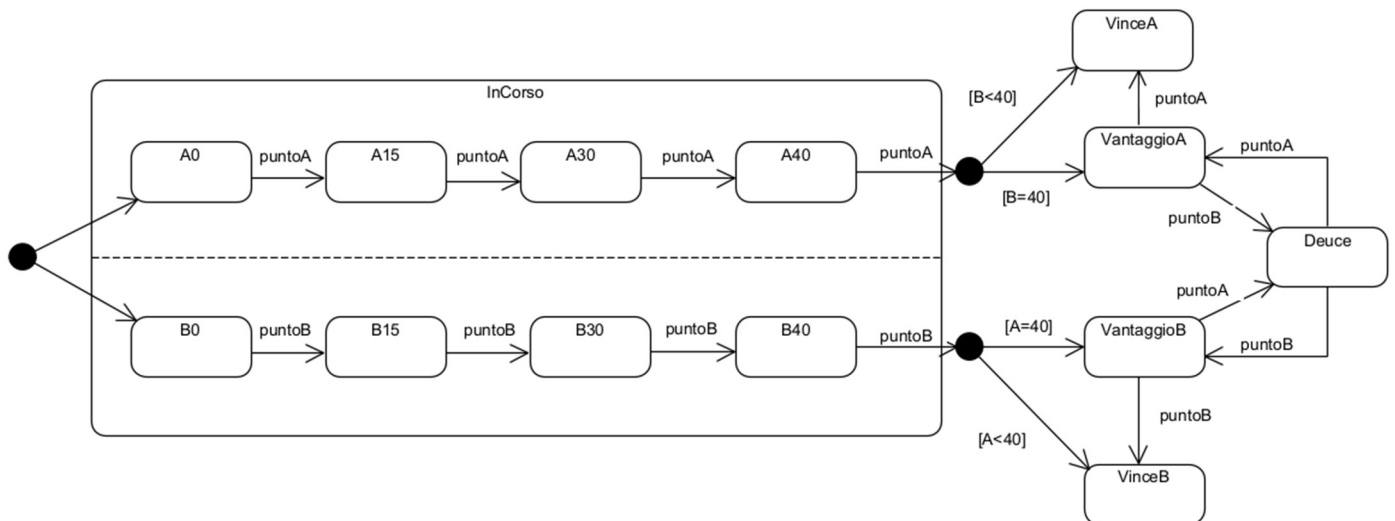 VinceA
InCorso
[B<40]
puntoA
A0
puntoA
A15
puntoA
A30
puntoA
A40
puntoA
VantaggioA
puntoA
[B=40]
puntoB
Deuce
puntoA
B0
puntoB
B15
puntoB
B30
puntoB
B40
puntoB
[A=40]
VantaggioB
puntoB
puntoB
[A<40]
VinceB